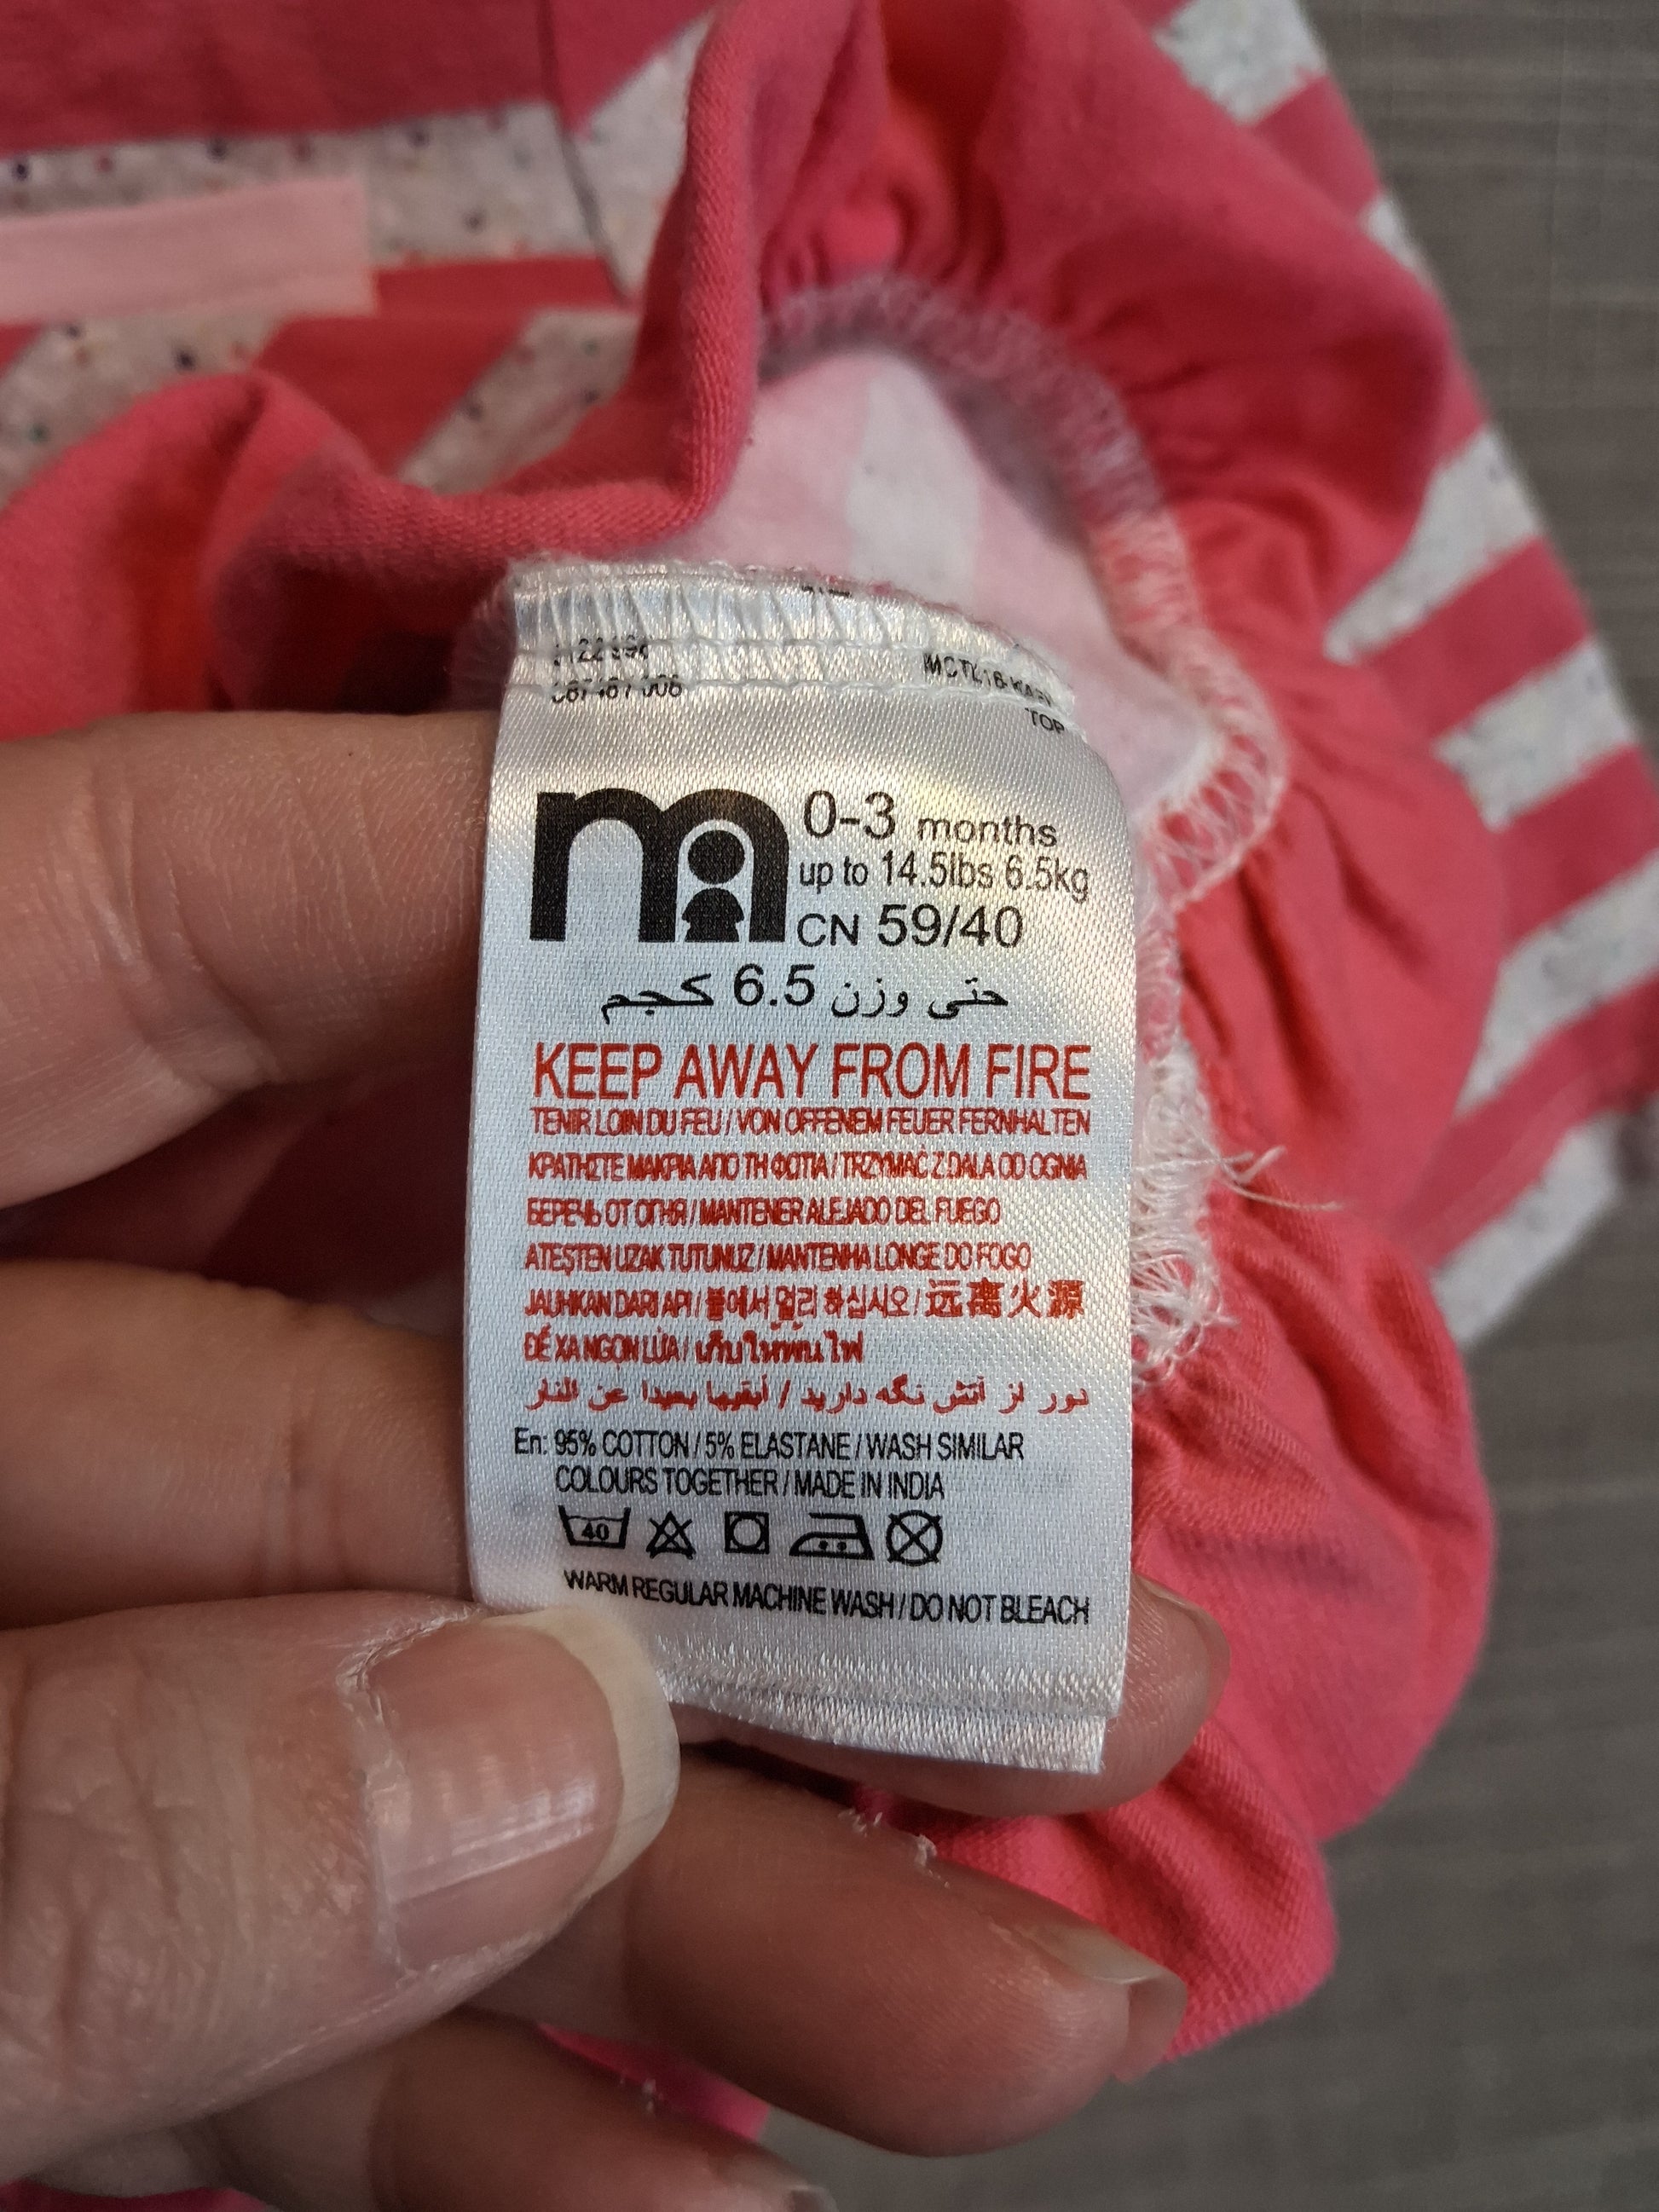 TOP
0-3 months
up to 14.5lbs 6.5kg
CN 59/40
حتى وزن 6.5 كجم
KEEP AWAY FROM FIRE
TENIR LOIN DU FEU / VON OFFENEM FEUER FERNHALTEN
ΚΡΑΤΗΣΤΕ ΜΑΚΡΙΑ ΑΠΟ ΤΗ ΦΩΤΙΑ / TRZYMAĆ Z DALA OD OGNIA
БЕРЕЧЬ ОТ ОГНЯ / MANTENER ALEJADO DEL FUEGO
ATEŞTEN UZAK TUTUNUZ / MANTENHA LONGE DO FOGO
JAUHKAN DARI API / 불에서 멀리 하십시오 / 远离火源
ĐỂ XA NGỌN LỬA / เก็บให้พ้นไฟ
دور از آتش نگه دارید / أبقيها بعيدا عن النار
En: 95% COTTON / 5% ELASTANE / WASH SIMILAR
COLOURS TOGETHER / MADE IN INDIA
40
WARM REGULAR MACHINE WASH / DO NOT BLEACH